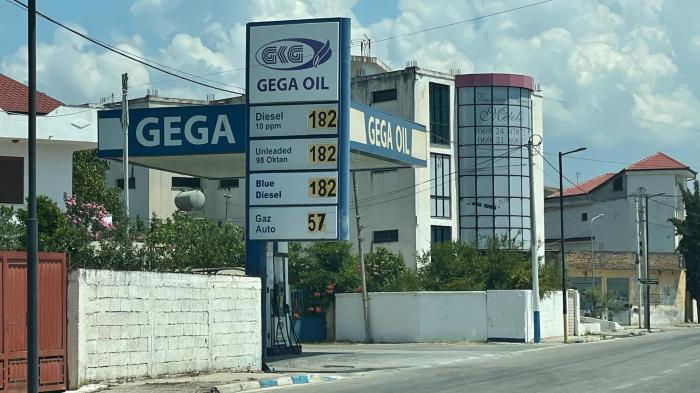 GKG
GEGA OIL
Diesel 182
10 ppm
Unleaded 182
98 Oktan
Blue 182
Diesel
Gaz 57
Auto
GEGA
GEGA OIL
Metoli